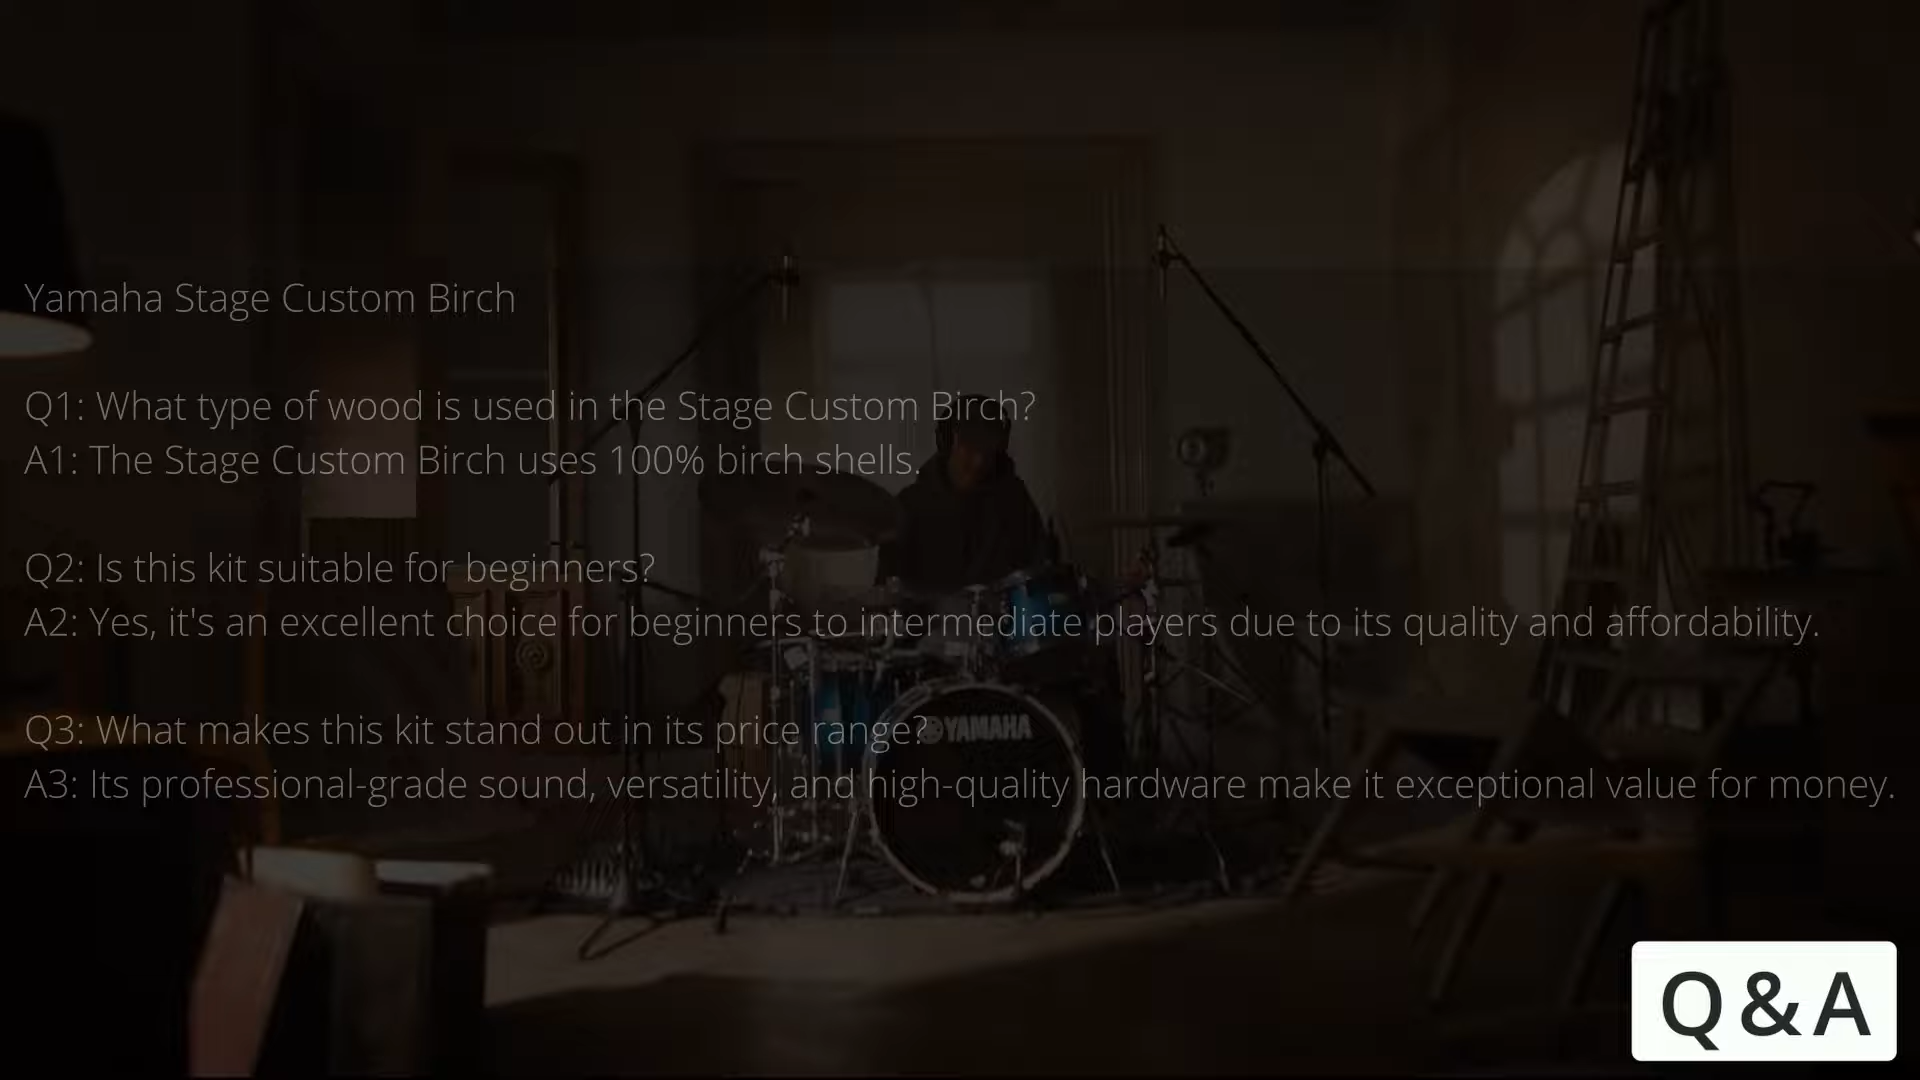 Yamaha Stage Custom Birch
Q1: What type of wood is used in the Stage Custom Birch?
A1: The Stage Custom Birch uses 100% birch shells.
Q2: Is this kit suitable for beginners?
A2: Yes, it's an excellent choice for beginners to intermediate players due to its quality and affordability.
Q3: What makes this kit stand out in its price range?
YAMAHA
A3: Its professional-grade sound, versatility, and high-quality hardware make it exceptional value for money.
Q&A